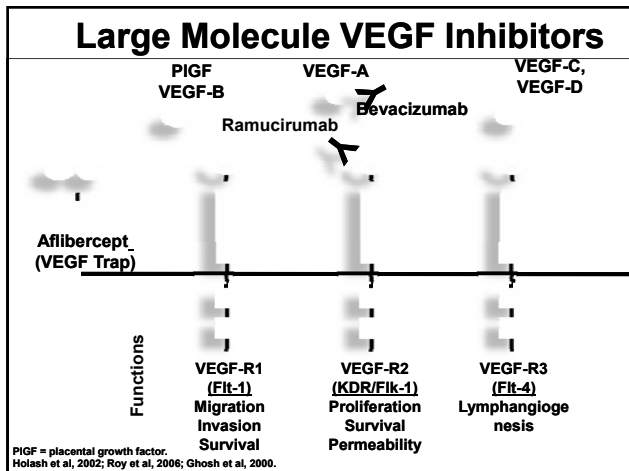 Large Molecule VEGF Inhibitors
PlGF
VEGF-B
VEGF-A
VEGF-C,
VEGF-D
Bevacizumab
Ramucirumab
Aflibercept
(VEGF Trap)
Functions
VEGF-R1
(Flt-1)
Migration
Invasion
Survival
VEGF-R2
(KDR/Flk-1)
Proliferation
Survival
Permeability
VEGF-R3
(Flt-4)
Lymphangioge
nesis
PlGF = placental growth factor.
Holash et al, 2002; Roy et al, 2006; Ghosh et al, 2000.